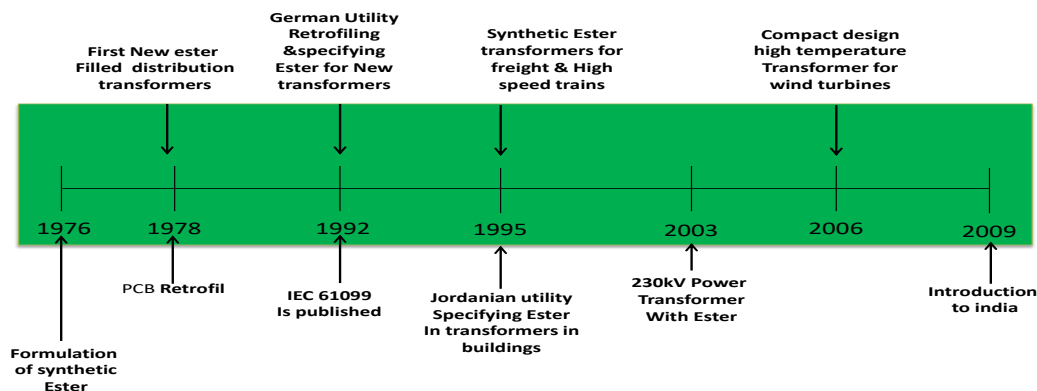 First New ester
Filled distribution
transformers
German Utility
Retrofiling
&specifying
Ester for New
transformers
Synthetic Ester
transformers for
freight & High
speed trains
Compact design
high temperature
Transformer for
wind turbines
1976
1978
1992
1995
2003
2006
2009
Formulation
of synthetic
Ester
PCB Retrofil
IEC 61099
Is published
Jordanian utility
Specifying Ester
In transformers in
buildings
230kV Power
Transformer
With Ester
Introduction
to india